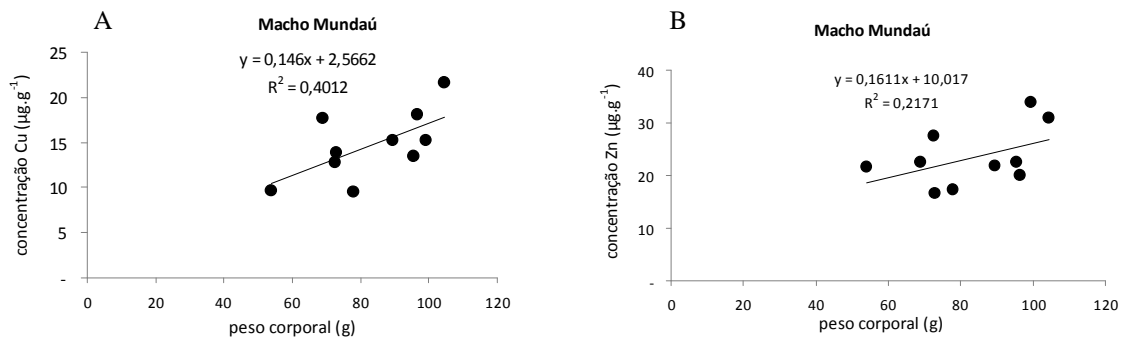 A
Macho Mundaú
y = 0,146x + 2,5662
R² = 0,4012
concentração Cu (µg.g⁻¹)
25
20
15
10
5
-
0 20 40 60 80 100 120
peso corporal (g)
B
Macho Mundaú
y = 0,1611x + 10,017
R² = 0,2171
concentração Zn (µg.g⁻¹)
40
30
20
10
-
0 20 40 60 80 100 120
peso corporal (g)